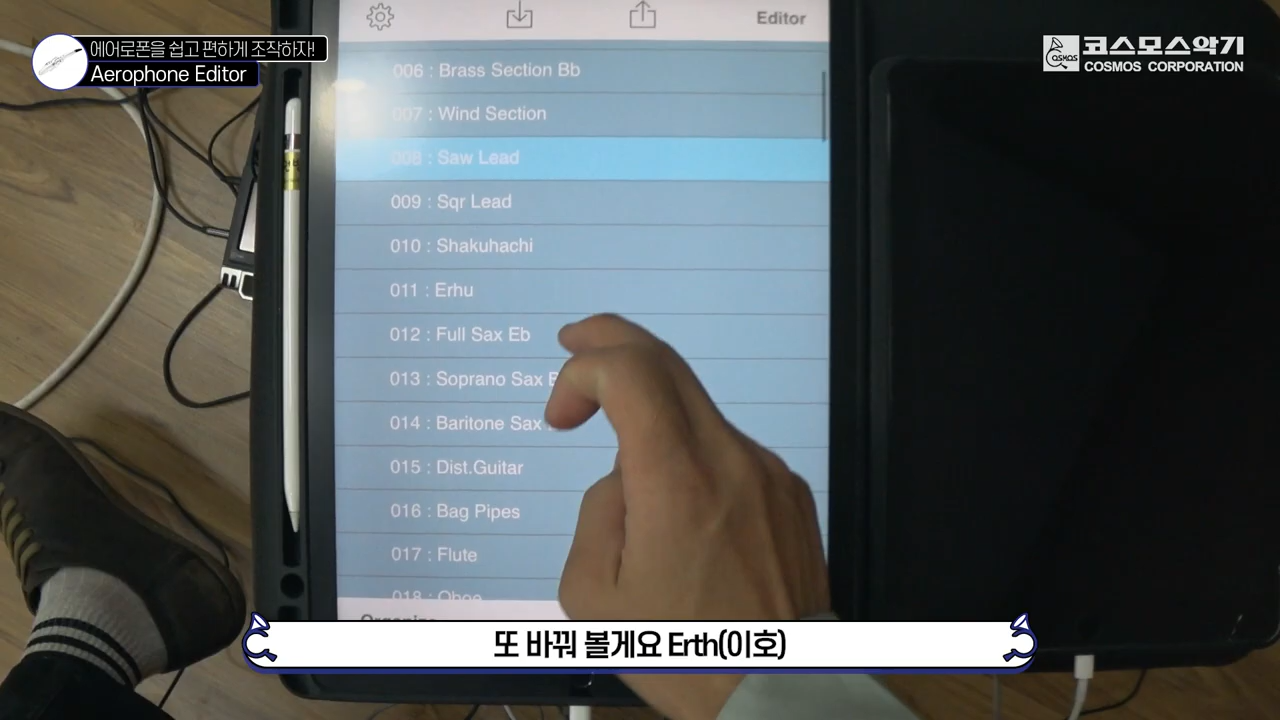 에어로폰을 쉽고 편하게 조작하자!
Aerophone Editor
코스모스악기
COSMOS
COSMOS CORPORATION
Editor
006 : Brass Section Bb
007 : Wind Section
008 : Saw Lead
009 : Sqr Lead
010 : Shakuhachi
011 : Erhu
012 : Full Sax Eb
013 : Soprano Sax
014 : Baritone Sax
015 : Dist.Guitar
016 : Bag Pipes
017 : Flute
018 : Oboe
또 바꿔 볼게요 Erth(이호)